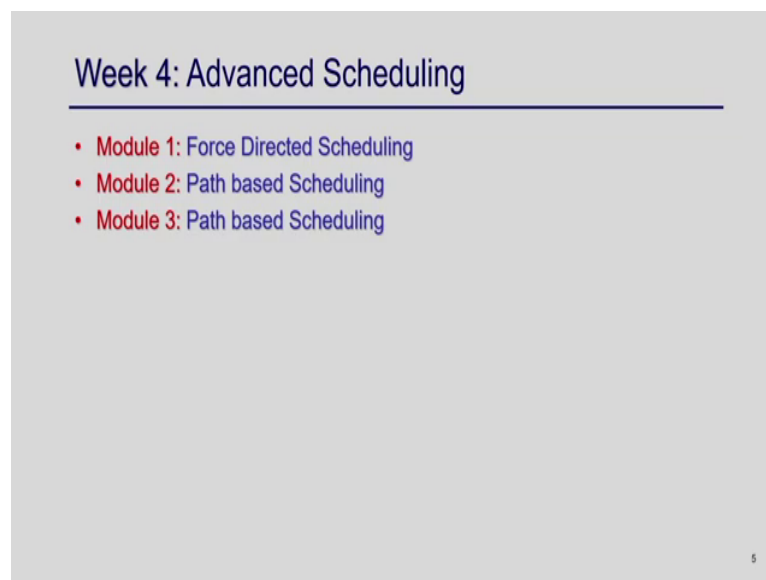 Week 4: Advanced Scheduling
• Module 1: Force Directed Scheduling
• Module 2: Path based Scheduling
• Module 3: Path based Scheduling
5